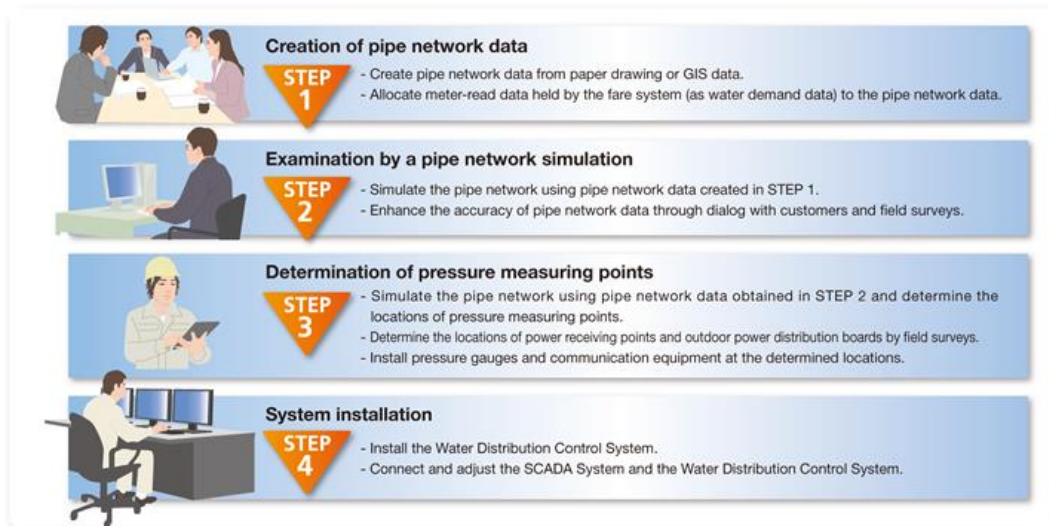 Creation of pipe network data
STEP
1
- Create pipe network data from paper drawing or GIS data.
- Allocate meter-read data held by the fare system (as water demand data) to the pipe network data.
Examination by a pipe network simulation
STEP
2
- Simulate the pipe network using pipe network data created in STEP 1.
- Enhance the accuracy of pipe network data through dialog with customers and field surveys.
Determination of pressure measuring points
STEP
3
- Simulate the pipe network using pipe network data obtained in STEP 2 and determine the
locations of pressure measuring points.
- Determine the locations of power receiving points and outdoor power distribution boards by field surveys.
- Install pressure gauges and communication equipment at the determined locations.
System installation
STEP
4
- Install the Water Distribution Control System.
- Connect and adjust the SCADA System and the Water Distribution Control System.